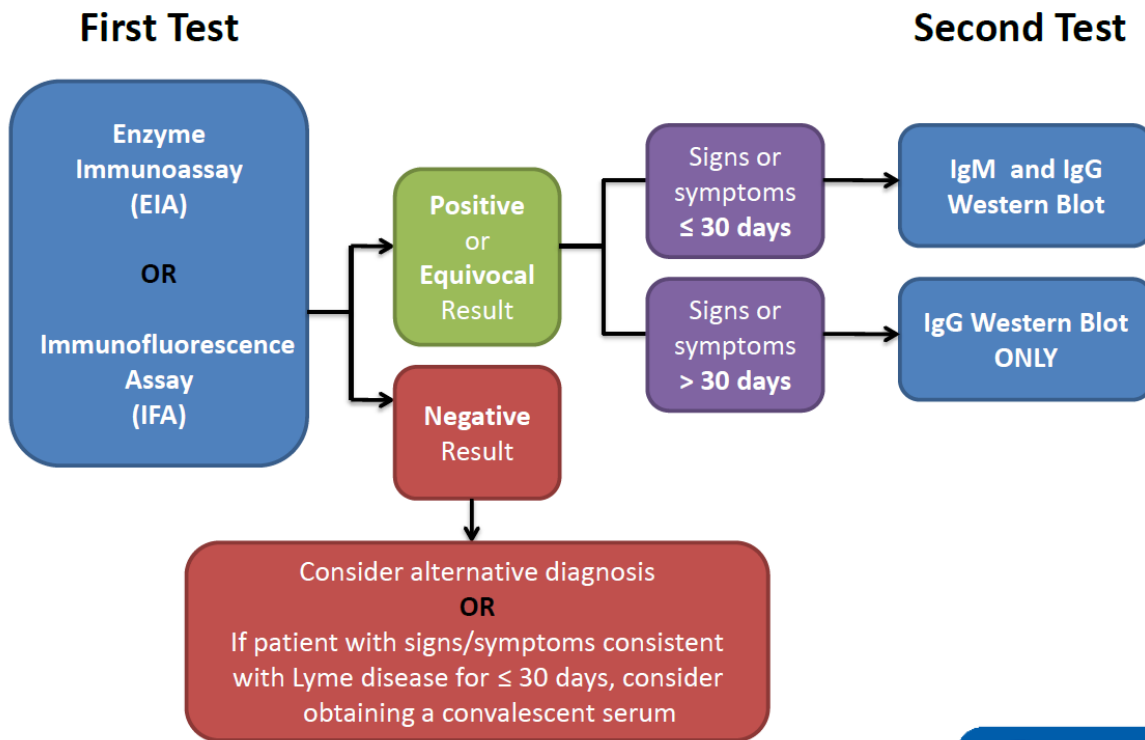 First Test
Second Test
Enzyme
Immunoassay
(EIA)
OR
Immunofluorescence
Assay
(IFA)
Positive
or
Equivocal
Result
Negative
Result
Signs or
symptoms
≤ 30 days
Signs or
symptoms
> 30 days
IgM and IgG
Western Blot
IgG Western Blot
ONLY
Consider alternative diagnosis
OR
If patient with signs/symptoms consistent
with Lyme disease for ≤ 30 days, consider
obtaining a convalescent serum